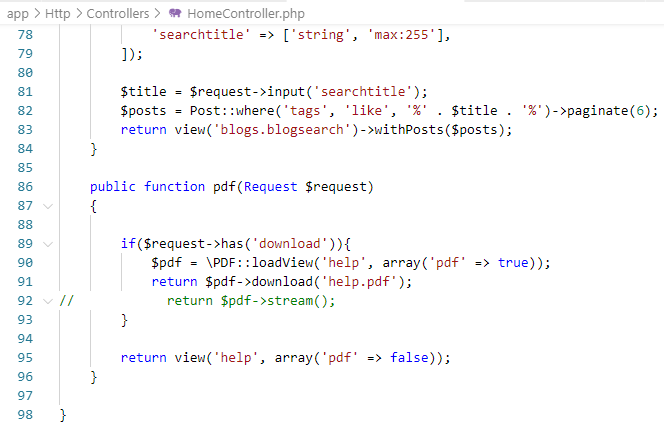 app > Http > Controllers > HomeController.php
78             'searchtitle' => ['string', 'max:255'],
79         ]);
80
81         $title = $request->input('searchtitle');
82         $posts = Post::where('tags', 'like', '%' . $title . '%')->paginate(6);
83         return view('blogs.blogsearch')->withPosts($posts);
84     }
85
86     public function pdf(Request $request)
87     {
88
89         if($request->has('download')){
90             $pdf = \PDF::loadView('help', array('pdf' => true));
91             return $pdf->download('help.pdf');
92 //            return $pdf->stream();
93         }
94
95         return view('help', array('pdf' => false));
96     }
97
98 }